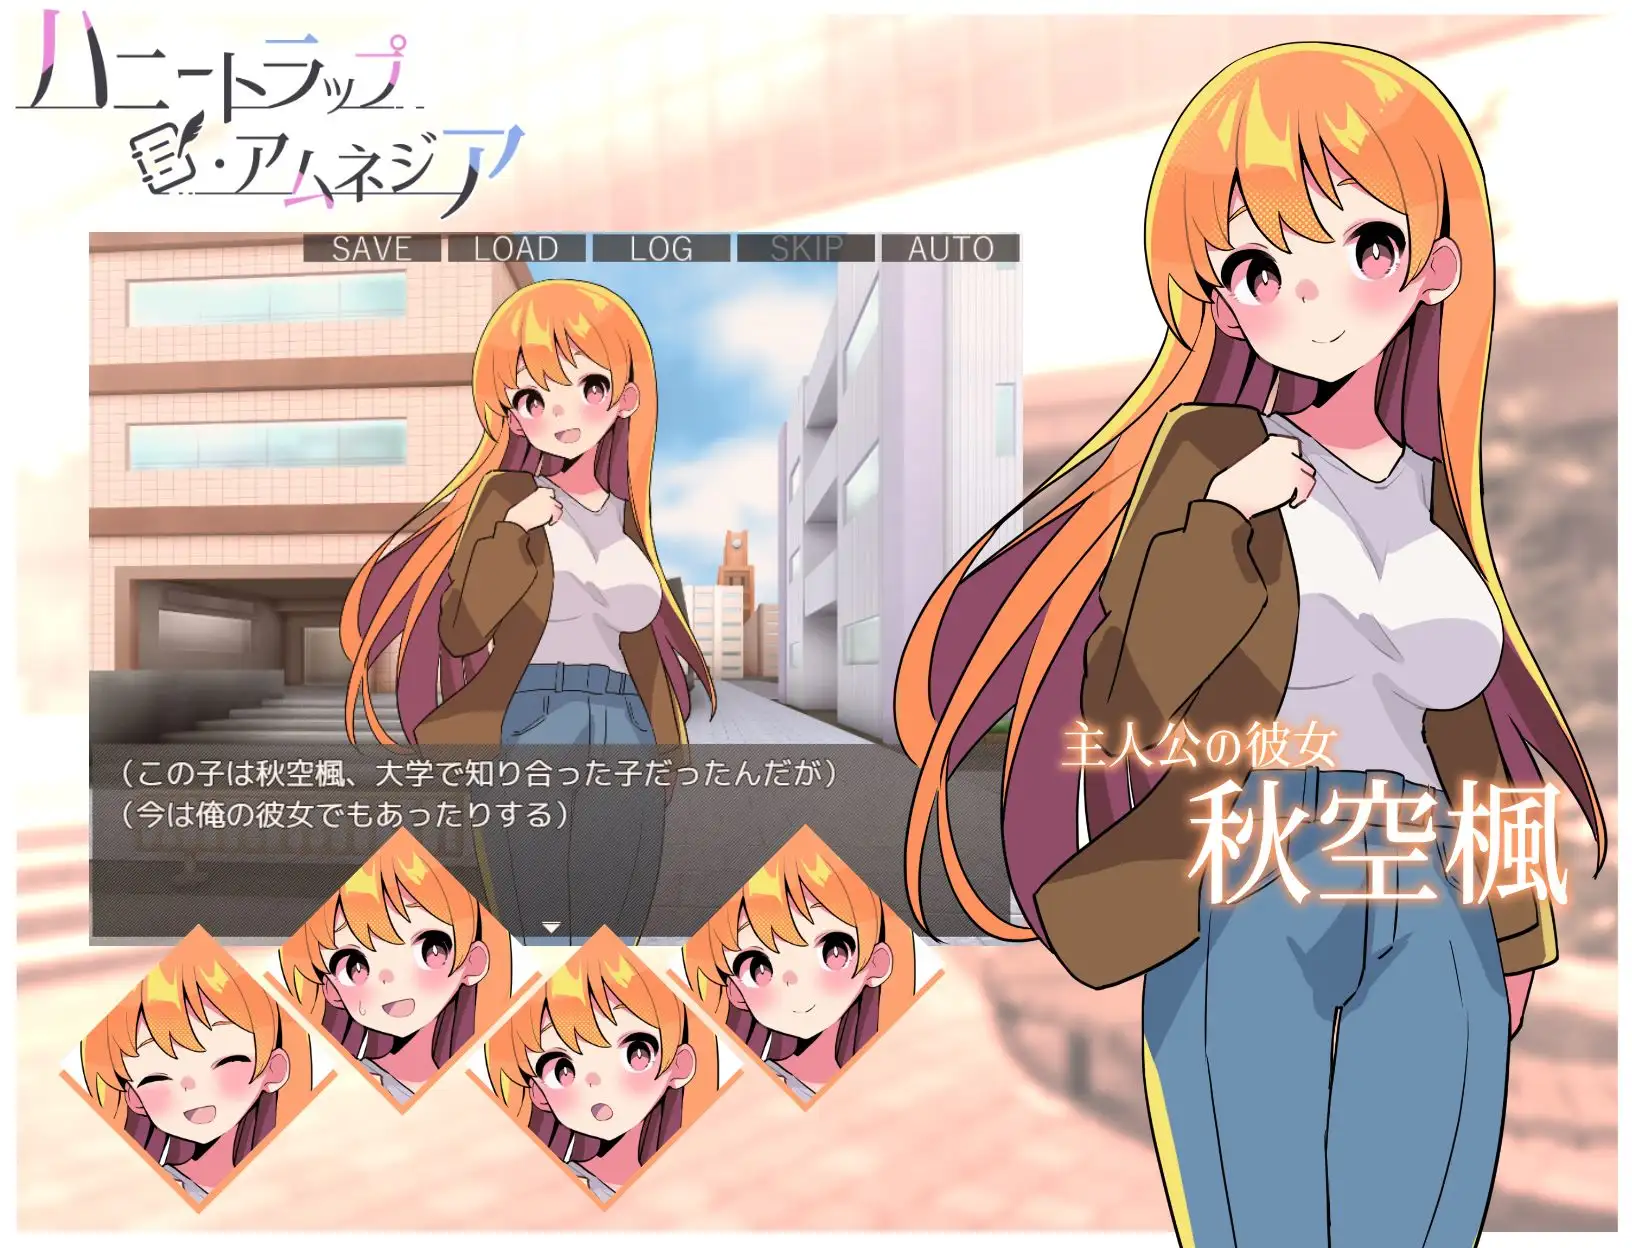 ハニートラップ
・アムネジア
SAVE LOAD LOG SKIP AUTO
（この子は秋空楓、大学で知り合った子だったんだが）
（今は俺の彼女でもあったりする）
主人公の彼女
秋空楓